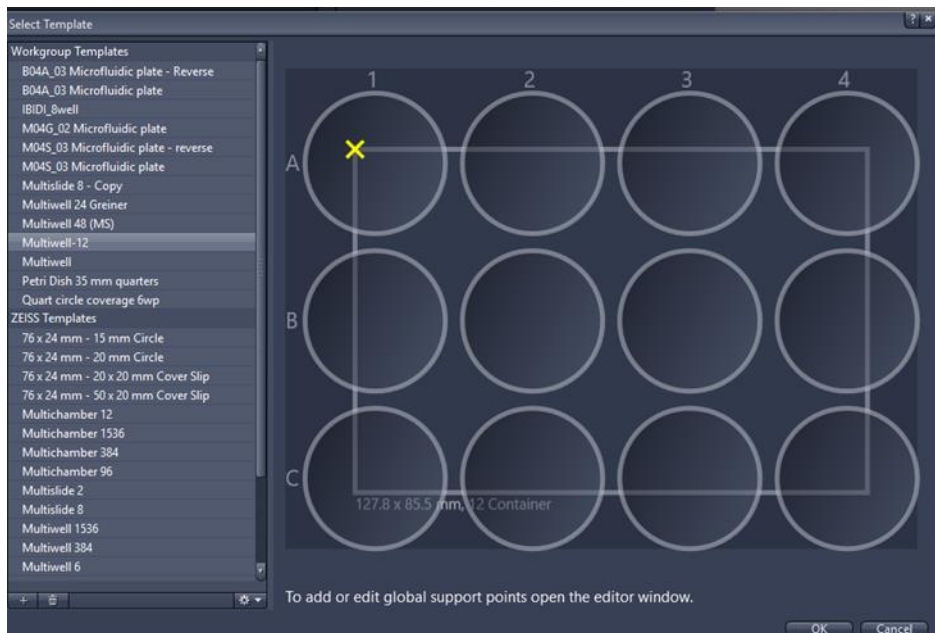 Select Template
? ×
Workgroup Templates
B04A_03 Microfluidic plate - Reverse
B04A_03 Microfluidic plate
IBIDI_8well
M04G_02 Microfluidic plate
M04S_03 Microfluidic plate - reverse
M04S_03 Microfluidic plate
Multislide 8 - Copy
Multiwell 24 Greiner
Multiwell 48 (MS)
Multiwell-12
Multiwell
Petri Dish 35 mm quarters
Quart circle coverage 6wp
ZEISS Templates
76 x 24 mm - 15 mm Circle
76 x 24 mm - 20 mm Circle
76 x 24 mm - 20 x 20 mm Cover Slip
76 x 24 mm - 50 x 20 mm Cover Slip
Multichamber 12
Multichamber 1536
Multichamber 384
Multichamber 96
Multislide 2
Multislide 8
Multiwell 1536
Multiwell 384
Multiwell 6
1 2 3 4
A
B
C
127.8 x 85.5 mm, 12 Container
To add or edit global support points open the editor window.
OK Cancel